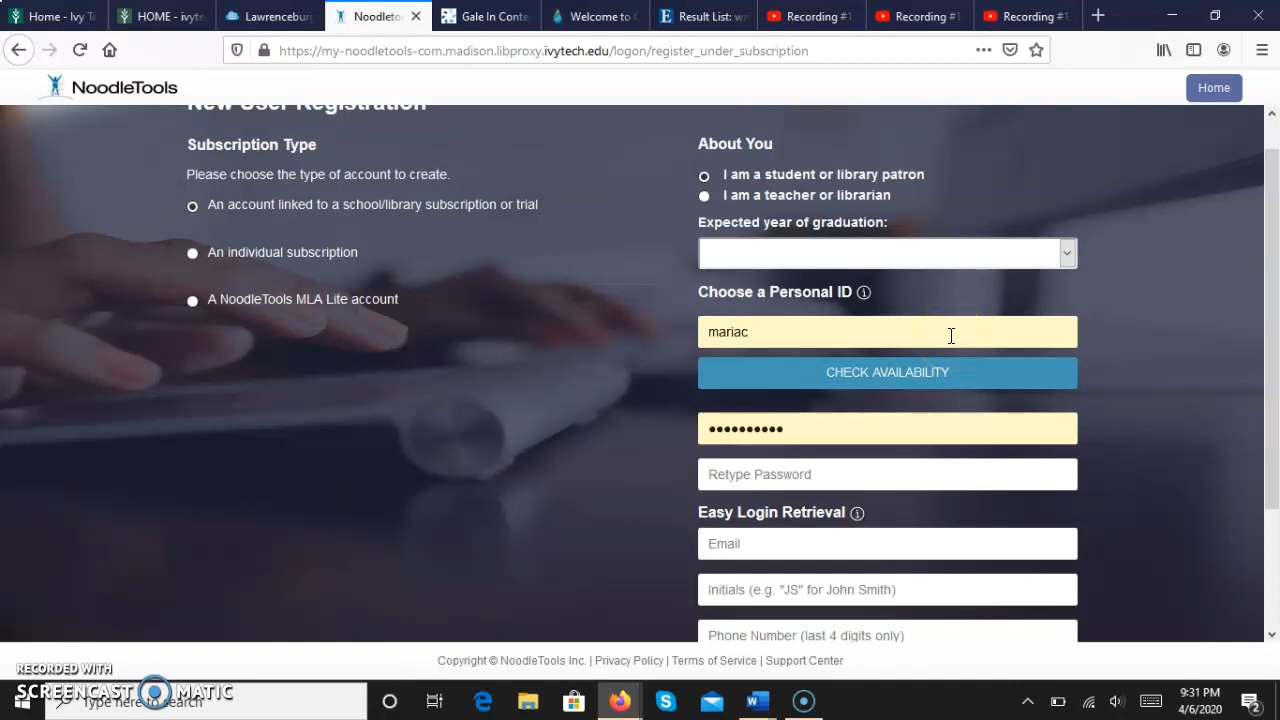 Home - Ivy Te
HOME - ivyte
Lawrenceburg
Noodleto
Gale In Conte
Welcome to C
Result List: w
Recording #1
Recording #1
Recording #1
https://my-noodletools-com.madison.libproxy.ivytech.edu/logon/register_under_subscription
NoodleTools
Home
New User Registration
Subscription Type
Please choose the type of account to create.
An account linked to a school/library subscription or trial
An individual subscription
A NoodleTools MLA Lite account
About You
I am a student or library patron
I am a teacher or librarian
Expected year of graduation:
Choose a Personal ID
mariac
CHECK AVAILABILITY
Retype Password
Easy Login Retrieval
Email
Initials (e.g. "JS" for John Smith)
Phone Number (last 4 digits only)
Copyright © NoodleTools Inc. | Privacy Policy | Terms of Service | Support Center
RECORDED WITH
SCREENCAST MATIC
Type here to search
9:31 PM
4/6/2020
2